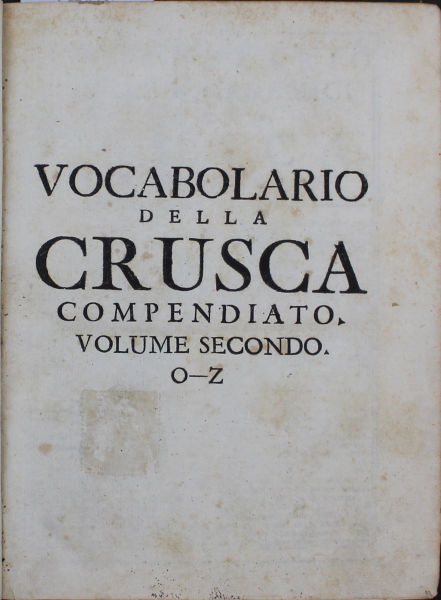 VOCABOLARIO
DELLA
CRUSCA
COMPENDIATO.
VOLUME SECONDO.
O—Z